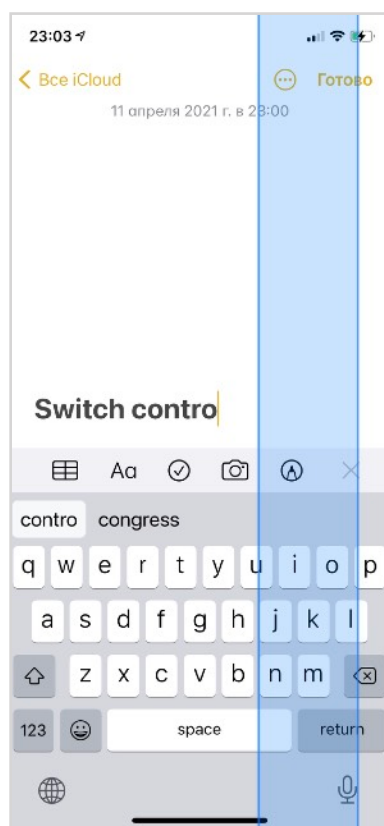 23:03
Все iCloud
Готово
11 апреля 2021 г. в 23:00
Switch contro
Aa
contro congress
q w e r t y u i o p
a s d f g h j k l
z x c v b n m
123 space return